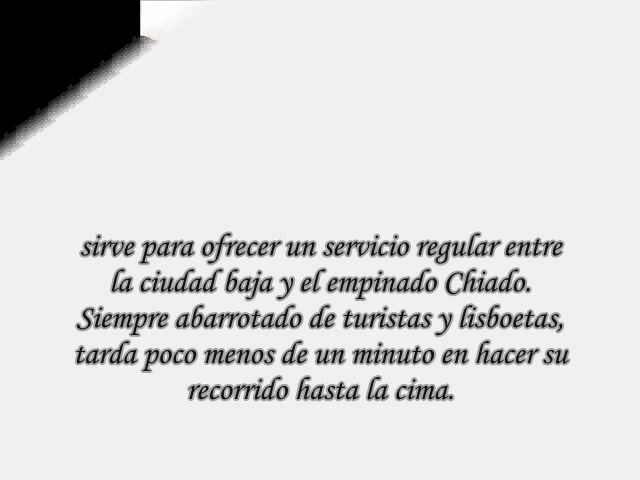 sirve para ofrecer un servicio regular entre
la ciudad baja y el empinado Chiado.
Siempre abarrotado de turistas y lisboetas,
tarda poco menos de un minuto en hacer su
recorrido hasta la cima.